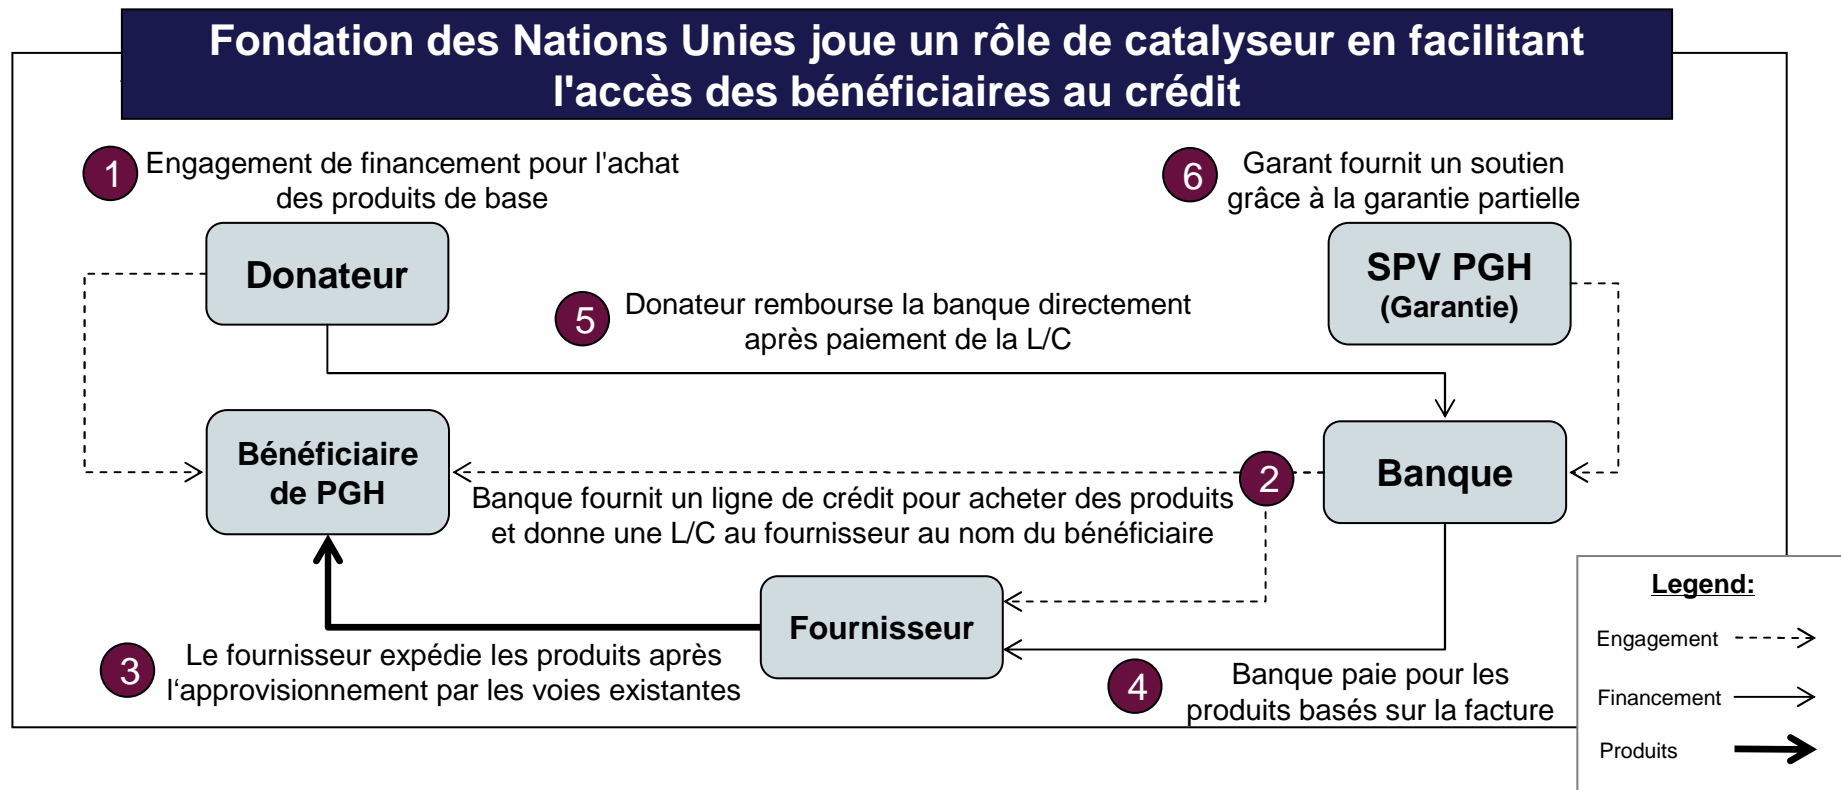 Fondation des Nations Unies joue un rôle de catalyseur en facilitant
l'accès des bénéficiaires au crédit
1
Engagement de financement pour l'achat
des produits de base
6
Garant fournit un soutien
grâce à la garantie partielle
Donateur
SPV PGH
(Garantie)
5
Donateur rembourse la banque directement
après paiement de la L/C
Bénéficiaire
de PGH
2
Banque
Banque fournit un ligne de crédit pour acheter des produits
et donne une L/C au fournisseur au nom du bénéficiaire
Fournisseur
3
Le fournisseur expédie les produits après
l‘approvisionnement par les voies existantes
4
Banque paie pour les
produits basés sur la facture
Legend:
Engagement
Financement
Produits